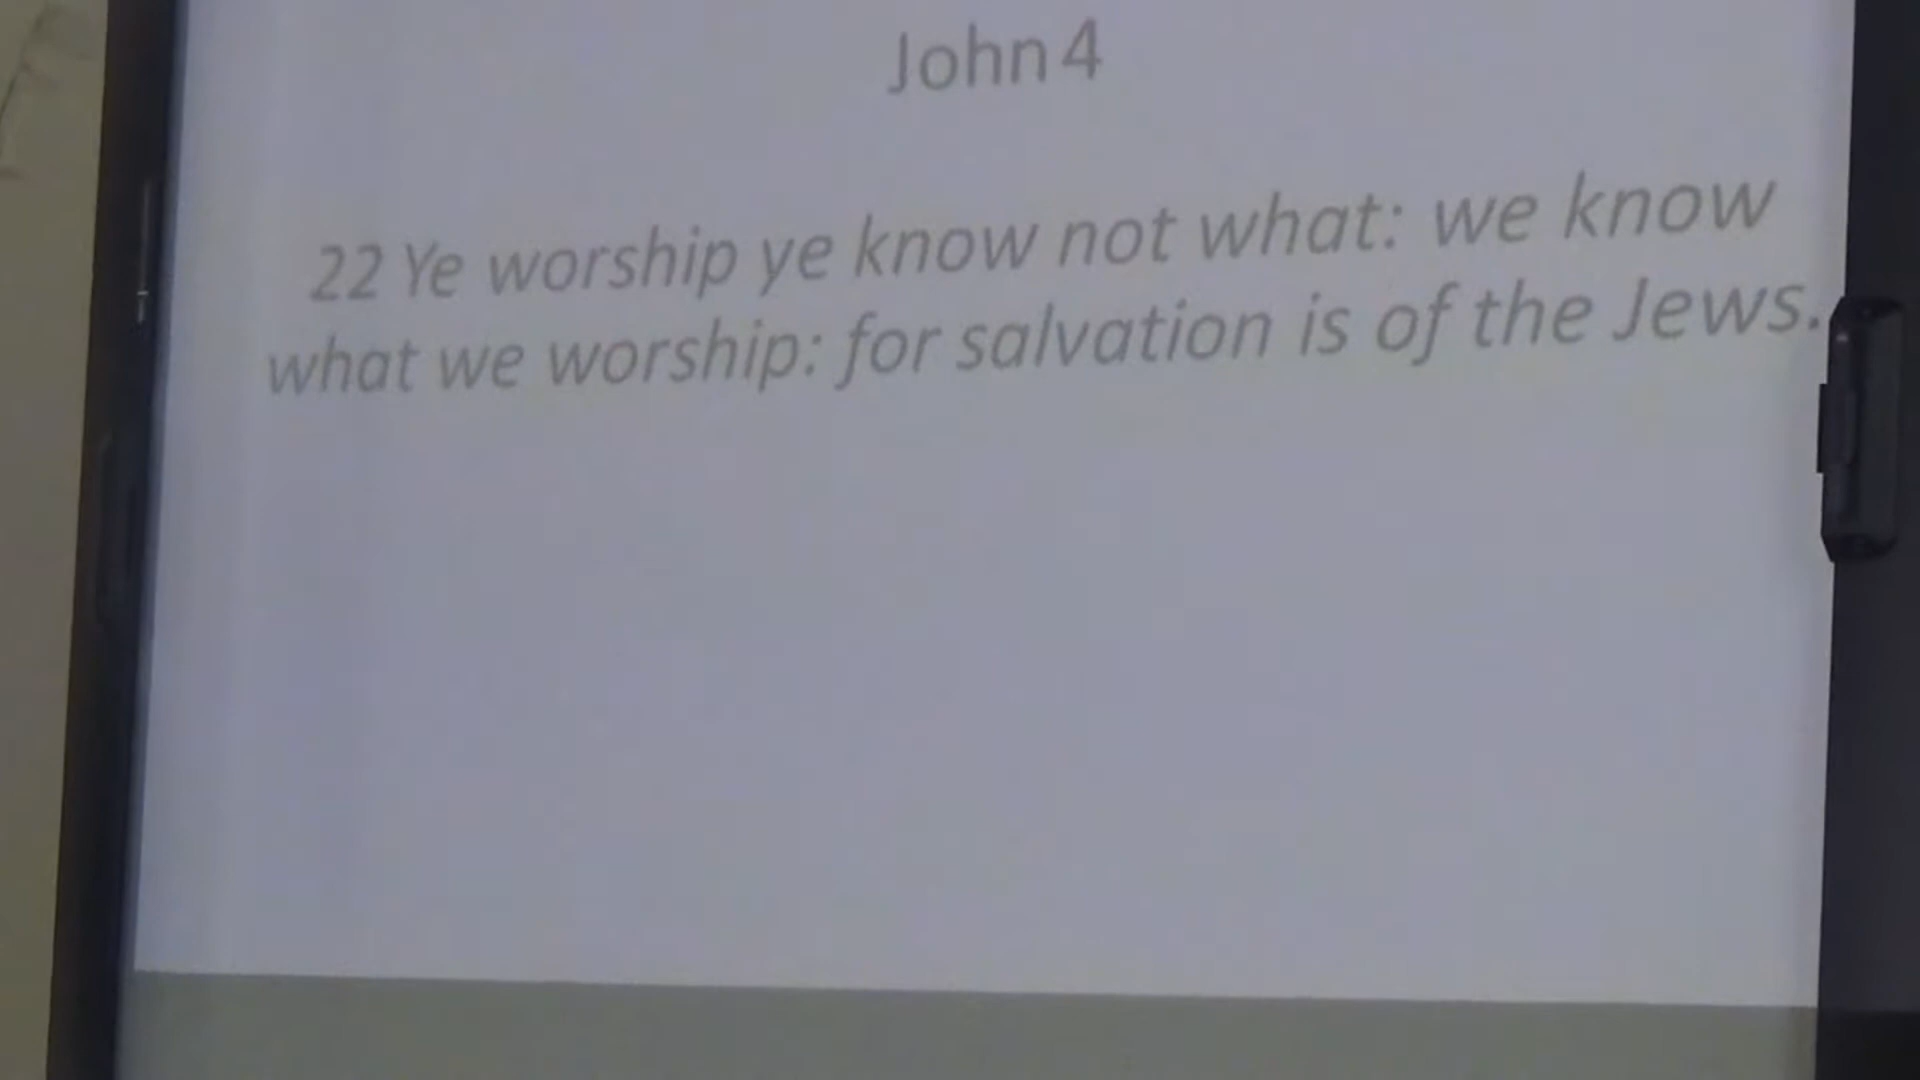 John 4
22 Ye worship ye know not what: we know
what we worship: for salvation is of the Jews.